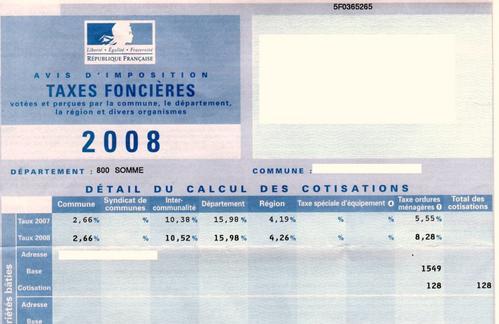 5F0365265
Liberté • Égalité • Fraternité
RÉPUBLIQUE FRANÇAISE
AVIS D'IMPOSITION
TAXES FONCIÈRES
votées et perçues par la commune, le département,
la région et divers organismes
2008
DÉPARTEMENT : 800 SOMME COMMUNE :
DÉTAIL DU CALCUL DES COTISATIONS
Commune Syndicat de communes Inter-communalité Département Région Taxe spéciale d'équipement Taxe ordures ménagères Total des cotisations
Taux 2007 2,66% % 10,38% 15,98% 4,19% % % 5,55%
Taux 2008 2,66% % 10,52% 15,98% 4,26% % % 8,28%
Adresse
Base 1549
Cotisation 128 128
Adresse
Base
riétés bâties